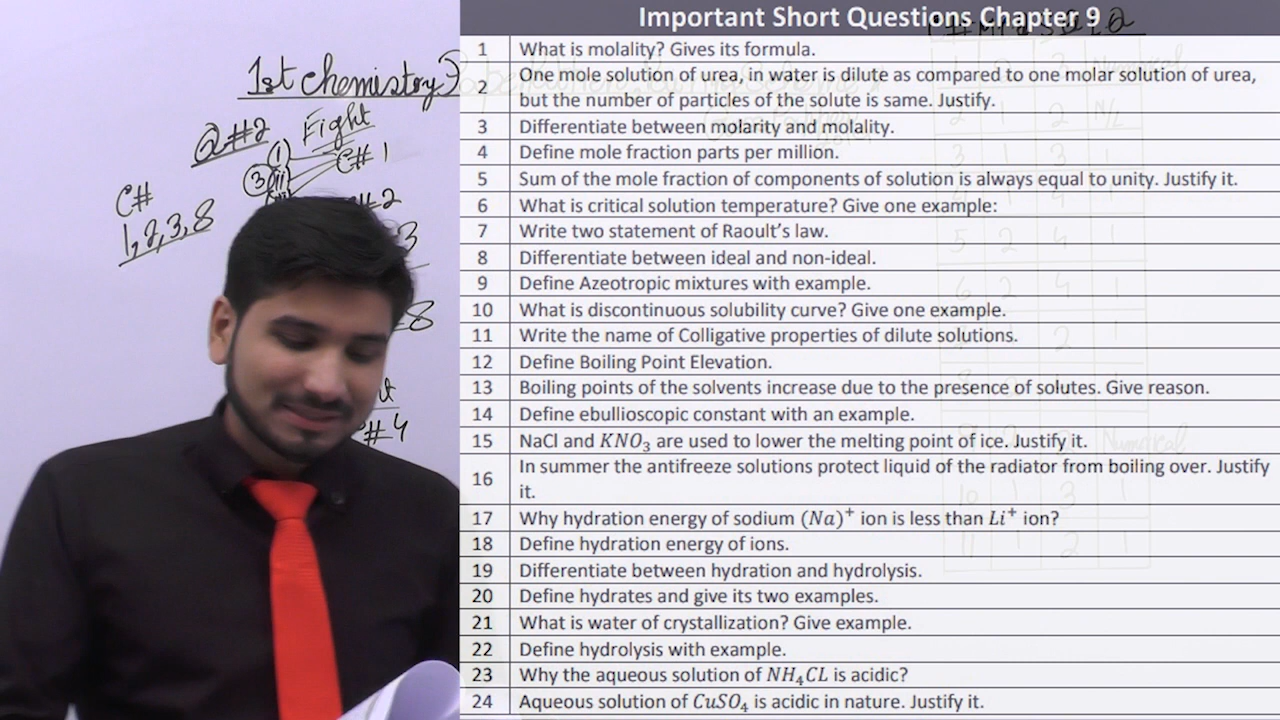 Important Short Questions Chapter 9
1 What is molality? Gives its formula.
2 One mole solution of urea, in water is dilute as compared to one molar solution of urea,
but the number of particles of the solute is same. Justify.
3 Differentiate between molarity and molality.
4 Define mole fraction parts per million.
5 Sum of the mole fraction of components of solution is always equal to unity. Justify it.
6 What is critical solution temperature? Give one example:
7 Write two statement of Raoult's law.
8 Differentiate between ideal and non-ideal.
9 Define Azeotropic mixtures with example.
10 What is discontinuous solubility curve? Give one example.
11 Write the name of Colligative properties of dilute solutions.
12 Define Boiling Point Elevation.
13 Boiling points of the solvents increase due to the presence of solutes. Give reason.
14 Define ebullioscopic constant with an example.
15 NaCl and KNO₃ are used to lower the melting point of ice. Justify it.
16 In summer the antifreeze solutions protect liquid of the radiator from boiling over. Justify
it.
17 Why hydration energy of sodium (Na)⁺ ion is less than Li⁺ ion?
18 Define hydration energy of ions.
19 Differentiate between hydration and hydrolysis.
20 Define hydrates and give its two examples.
21 What is water of crystallization? Give example.
22 Define hydrolysis with example.
23 Why the aqueous solution of NH₄CL is acidic?
24 Aqueous solution of CuSO₄ is acidic in nature. Justify it.
1st chemistry
Q#2 Fight
C#1
C#
1,2,3,8
#2
3
8
#4